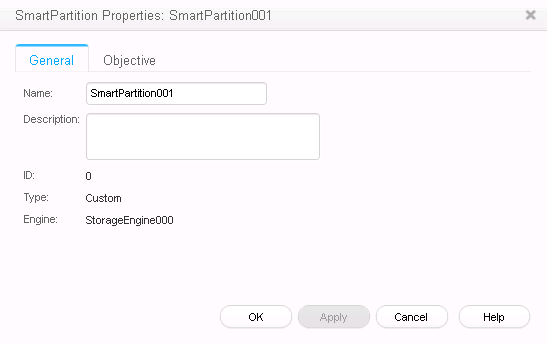 SmartPartition Properties: SmartPartition001
General Objective
Name: SmartPartition001
Description:
ID: 0
Type: Custom
Engine: StorageEngine000
OK Apply Cancel Help